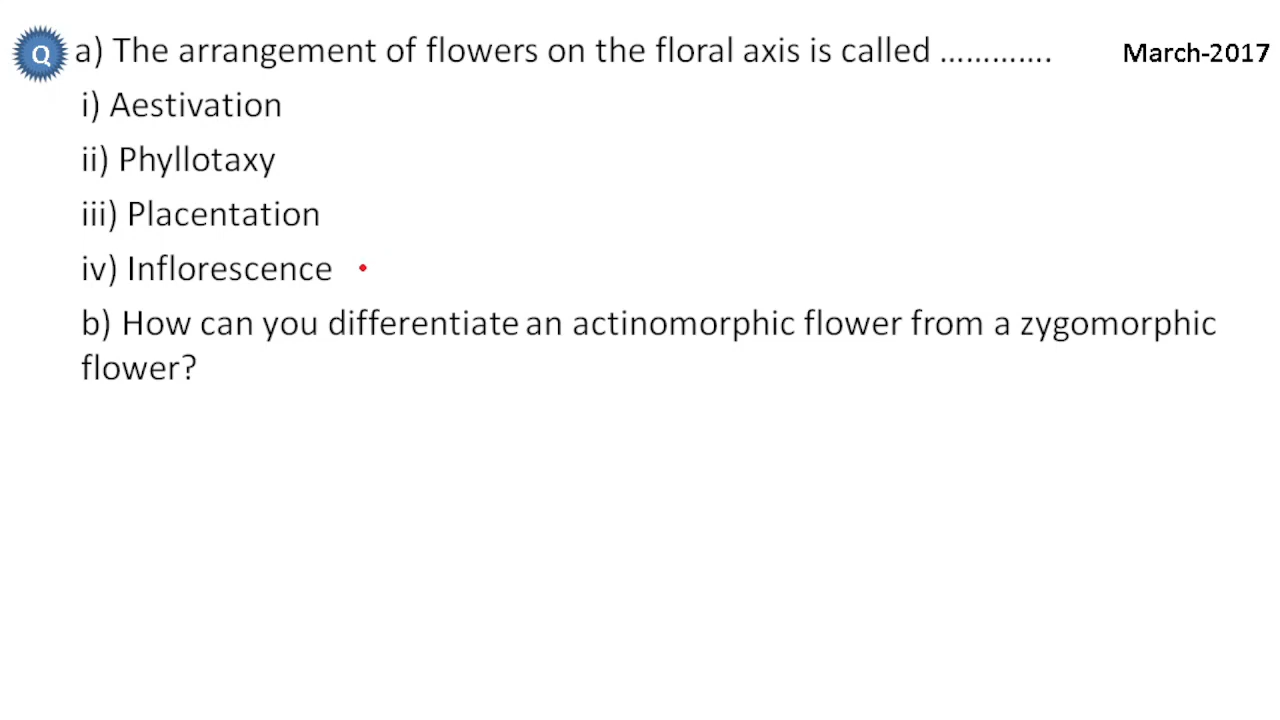 Q a) The arrangement of flowers on the floral axis is called …………. March-2017
i) Aestivation
ii) Phyllotaxy
iii) Placentation
iv) Inflorescence
b) How can you differentiate an actinomorphic flower from a zygomorphic
flower?